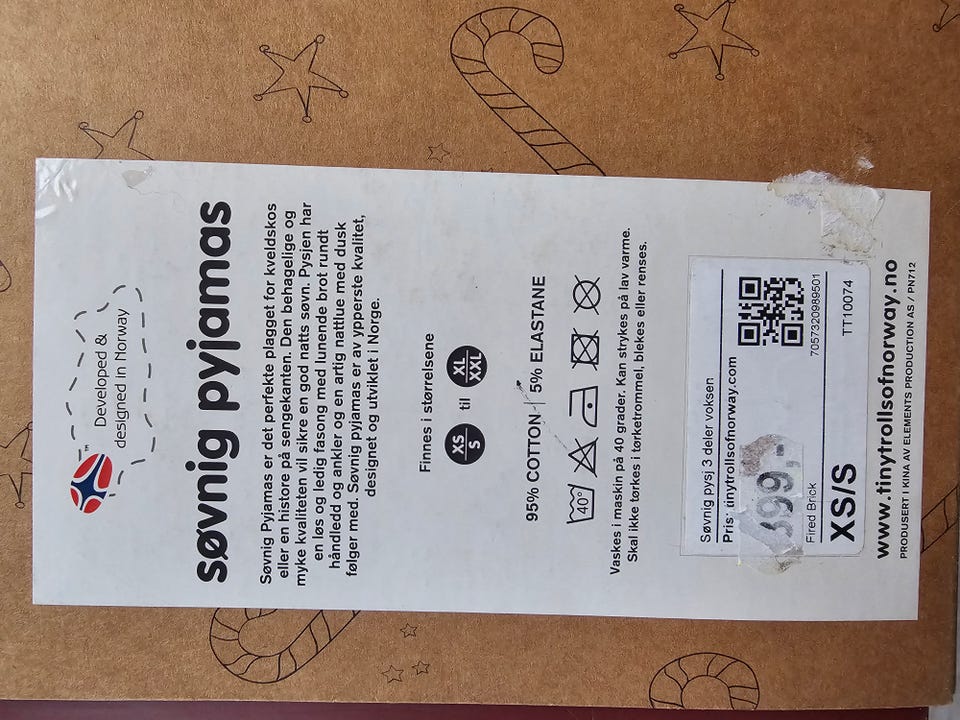 Developed &
designed In Norway
søvnig pyjamas
Søvnig Pyjamas er det perfekte plagget for kveldskos
eller en histore på sengekanten. Den behagelige og
myke kvaliteten vil sikre en god natts søvn. Pysjen har
en løs og ledig fasong med lunende brot rundt
håndledd og ankler og en artig nattlue med dusk
følger med. Søvnig pyjamas er av ypperste kvalitet,
designet og utviklet i Norge.
Finnes i størrelsene
XS/S til XL/XXL
95% COTTON | 5% ELASTANE
40°
Vaskes i maskin på 40 grader. Kan strykes på lav varme.
Skal ikke tørkes i tørketrommel, blekes eller renses.
Søvnig pysj 3 deler voksen
Pris: tinytrollsofnorway.com
99,-
Fired Brick
7057320989501
XS/S
TT10074
www.tinytrollsofnorway.no
PRODUSERT I KINA AV ELEMENTS PRODUCTION AS / PN712